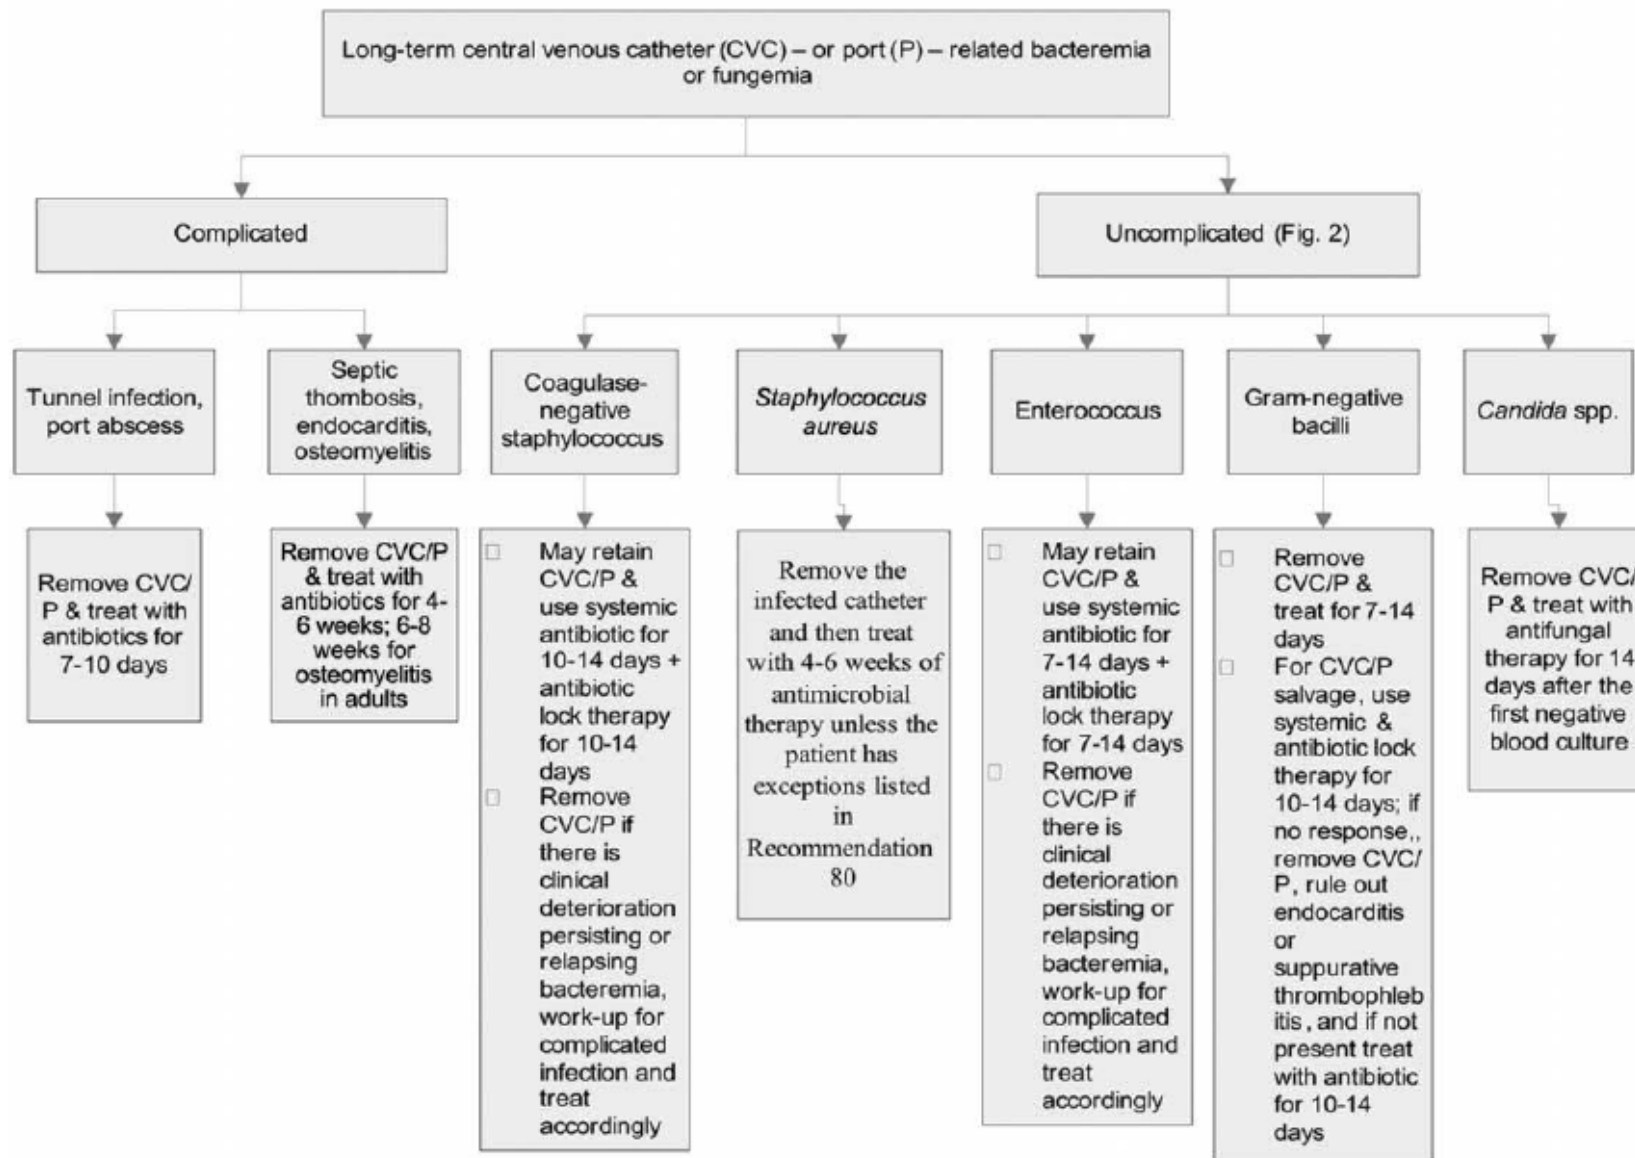 Long-term central venous catheter (CVC) – or port (P) – related bacteremia
or fungemia
Complicated
Uncomplicated (Fig. 2)
Tunnel infection,
port abscess
Septic
thombosis,
endocarditis,
osteomyelitis
Coagulase-
negative
staphylococcus
Staphylococcus
aureus
Enterococcus
Gram-negative
bacilli
Candida spp.
Remove CVC/
P & treat with
antibiotics for
7-10 days
Remove CVC/P
& treat with
antibiotics for 4-
6 weeks; 6-8
weeks for
osteomyelitis
in adults
May retain
CVC/P &
use systemic
antibiotic for
10-14 days +
antibiotic
lock therapy
for 10-14
days
Remove
CVC/P if
there is
clinical
deterioration
persisting or
relapsing
bacteremia,
work-up for
complicated
infection and
treat
accordingly
Remove the
infected catheter
and then treat
with 4-6 weeks of
antimicrobial
therapy unless the
patient has
exceptions listed
in
Recommendation
80
May retain
CVC/P &
use systemic
antibiotic for
7-14 days +
antibiotic
lock therapy
for 7-14 days
Remove
CVC/P if
there is
clinical
deterioration
persisting or
relapsing
bacteremia,
work-up for
complicated
infection and
treat
accordingly
Remove
CVC/P &
treat for 7-14
days
For CVC/P
salvage, use
systemic &
antibiotic lock
therapy for
10-14 days; if
no response,,
remove CVC/
P, rule out
endocarditis
or
suppurative
thrombophleb
itis, and if not
present treat
with antibiotic
for 10-14
days
Remove CVC/
P & treat with
antifungal
therapy for 14
days after the
first negative
blood culture